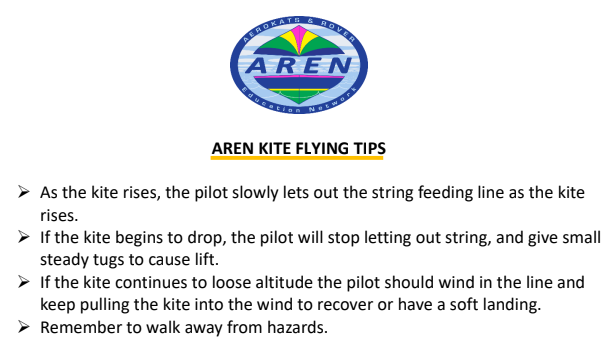 AEROKATS & ROVER
AREN
Education Network
AREN KITE FLYING TIPS
➢ As the kite rises, the pilot slowly lets out the string feeding line as the kite
rises.
➢ If the kite begins to drop, the pilot will stop letting out string, and give small
steady tugs to cause lift.
➢ If the kite continues to loose altitude the pilot should wind in the line and
keep pulling the kite into the wind to recover or have a soft landing.
➢ Remember to walk away from hazards.